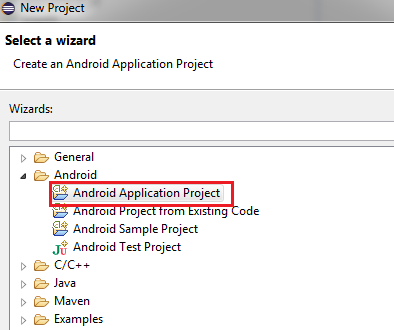 New Project
Select a wizard
Create an Android Application Project
Wizards:
General
Android
Android Application Project
Android Project from Existing Code
Android Sample Project
Android Test Project
C/C++
Java
Maven
Examples